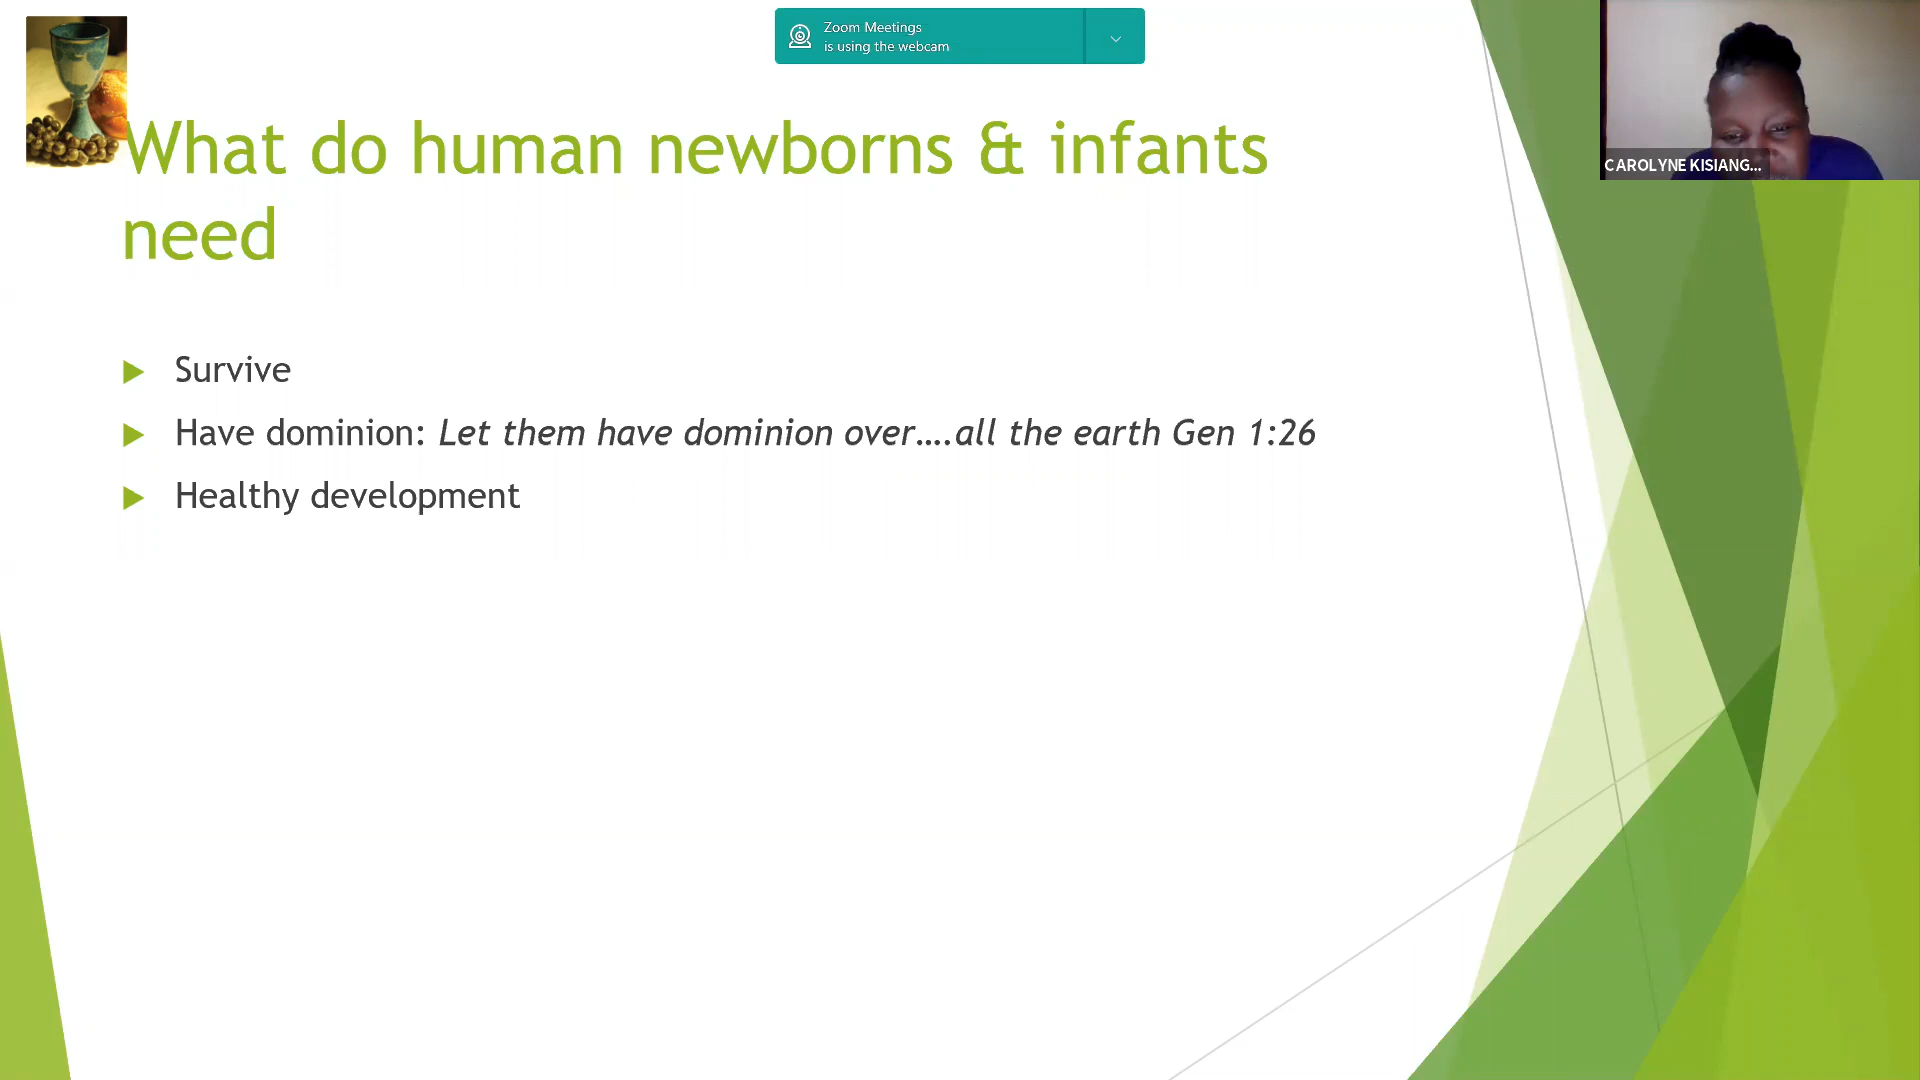 Zoom Meetings
is using the webcam
CAROLYNE KISIANG...
What do human newborns & infants
need
Survive
Have dominion: Let them have dominion over....all the earth Gen 1:26
Healthy development